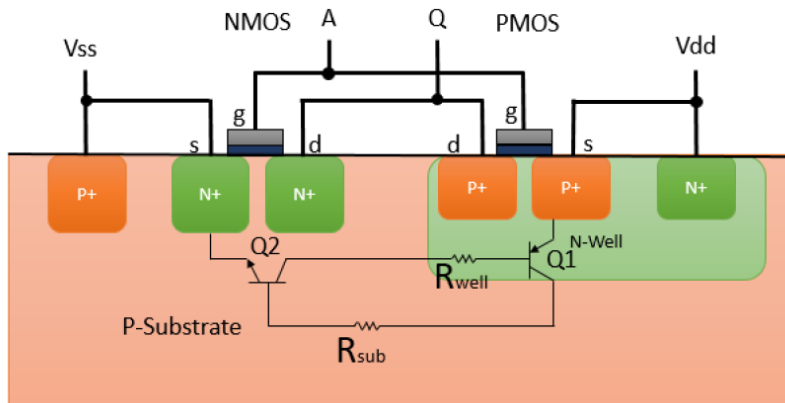 NMOS A Q PMOS
Vss Vdd
g g
s d d s
P+ N+ N+ P+ P+ N+
Q2 N-Well
Q1
Rwell
P-Substrate
Rsub